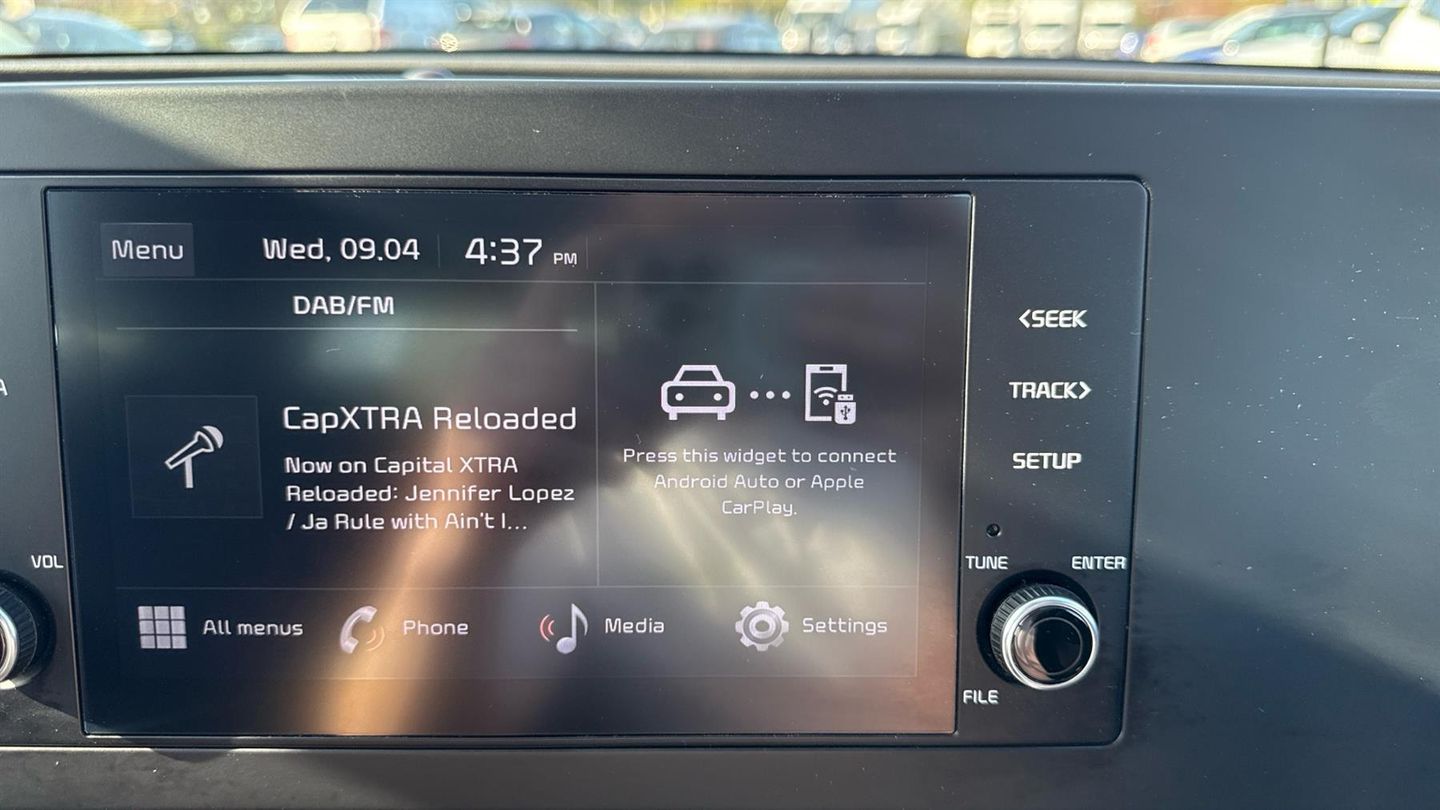 Menu
Wed, 09.04
4:37 PM
DAB/FM
CapXTRA Reloaded
Now on Capital XTRA
Reloaded: Jennifer Lopez
/ Ja Rule with Ain't I...
Press this widget to connect
Android Auto or Apple
CarPlay.
All menus
Phone
Media
Settings
<SEEK
TRACK>
SETUP
VOL
TUNE
ENTER
FILE